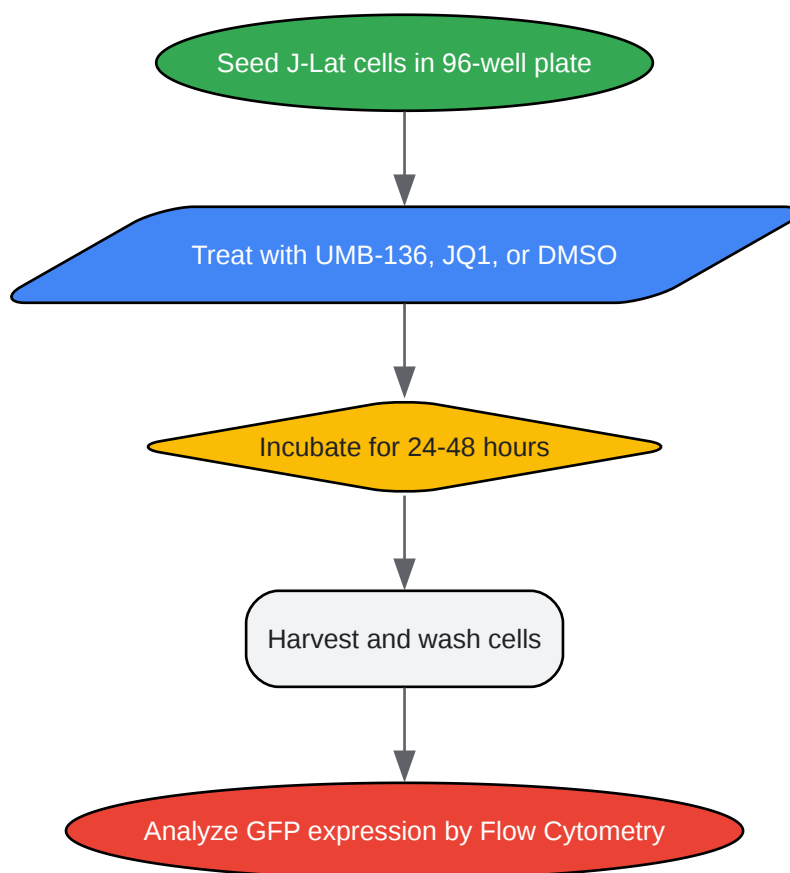 Seed J-Lat cells in 96-well plate
Treat with UMB-136, JQ1, or DMSO
Incubate for 24-48 hours
Harvest and wash cells
Analyze GFP expression by Flow Cytometry